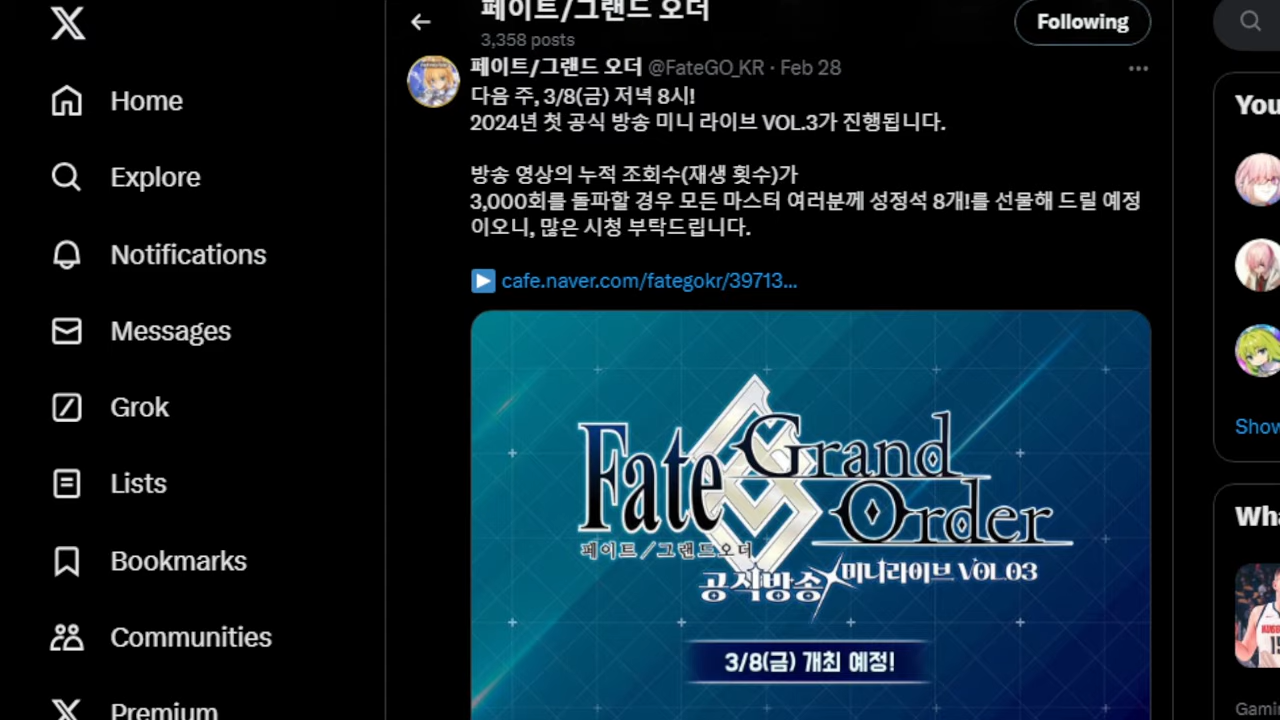 페이트/그랜드 오더
3,358 posts
Following
Home
Explore
Notifications
Messages
Grok
Lists
Bookmarks
Communities
Premium
페이트/그랜드 오더 @FateGO_KR · Feb 28
다음 주, 3/8(금) 저녁 8시!
2024년 첫 공식 방송 미니 라이브 VOL.3가 진행됩니다.
방송 영상의 누적 조회수(재생 횟수)가
3,000회를 돌파할 경우 모든 마스터 여러분께 성정석 8개!를 선물해 드릴 예정
이오니, 많은 시청 부탁드립니다.
cafe.naver.com/fategokr/39713...
Fate Grand
Order
페이트/그랜드오더
공식방송 미니라이브 VOL.03
3/8(금) 개최 예정!
You
Show
Wha
Gami